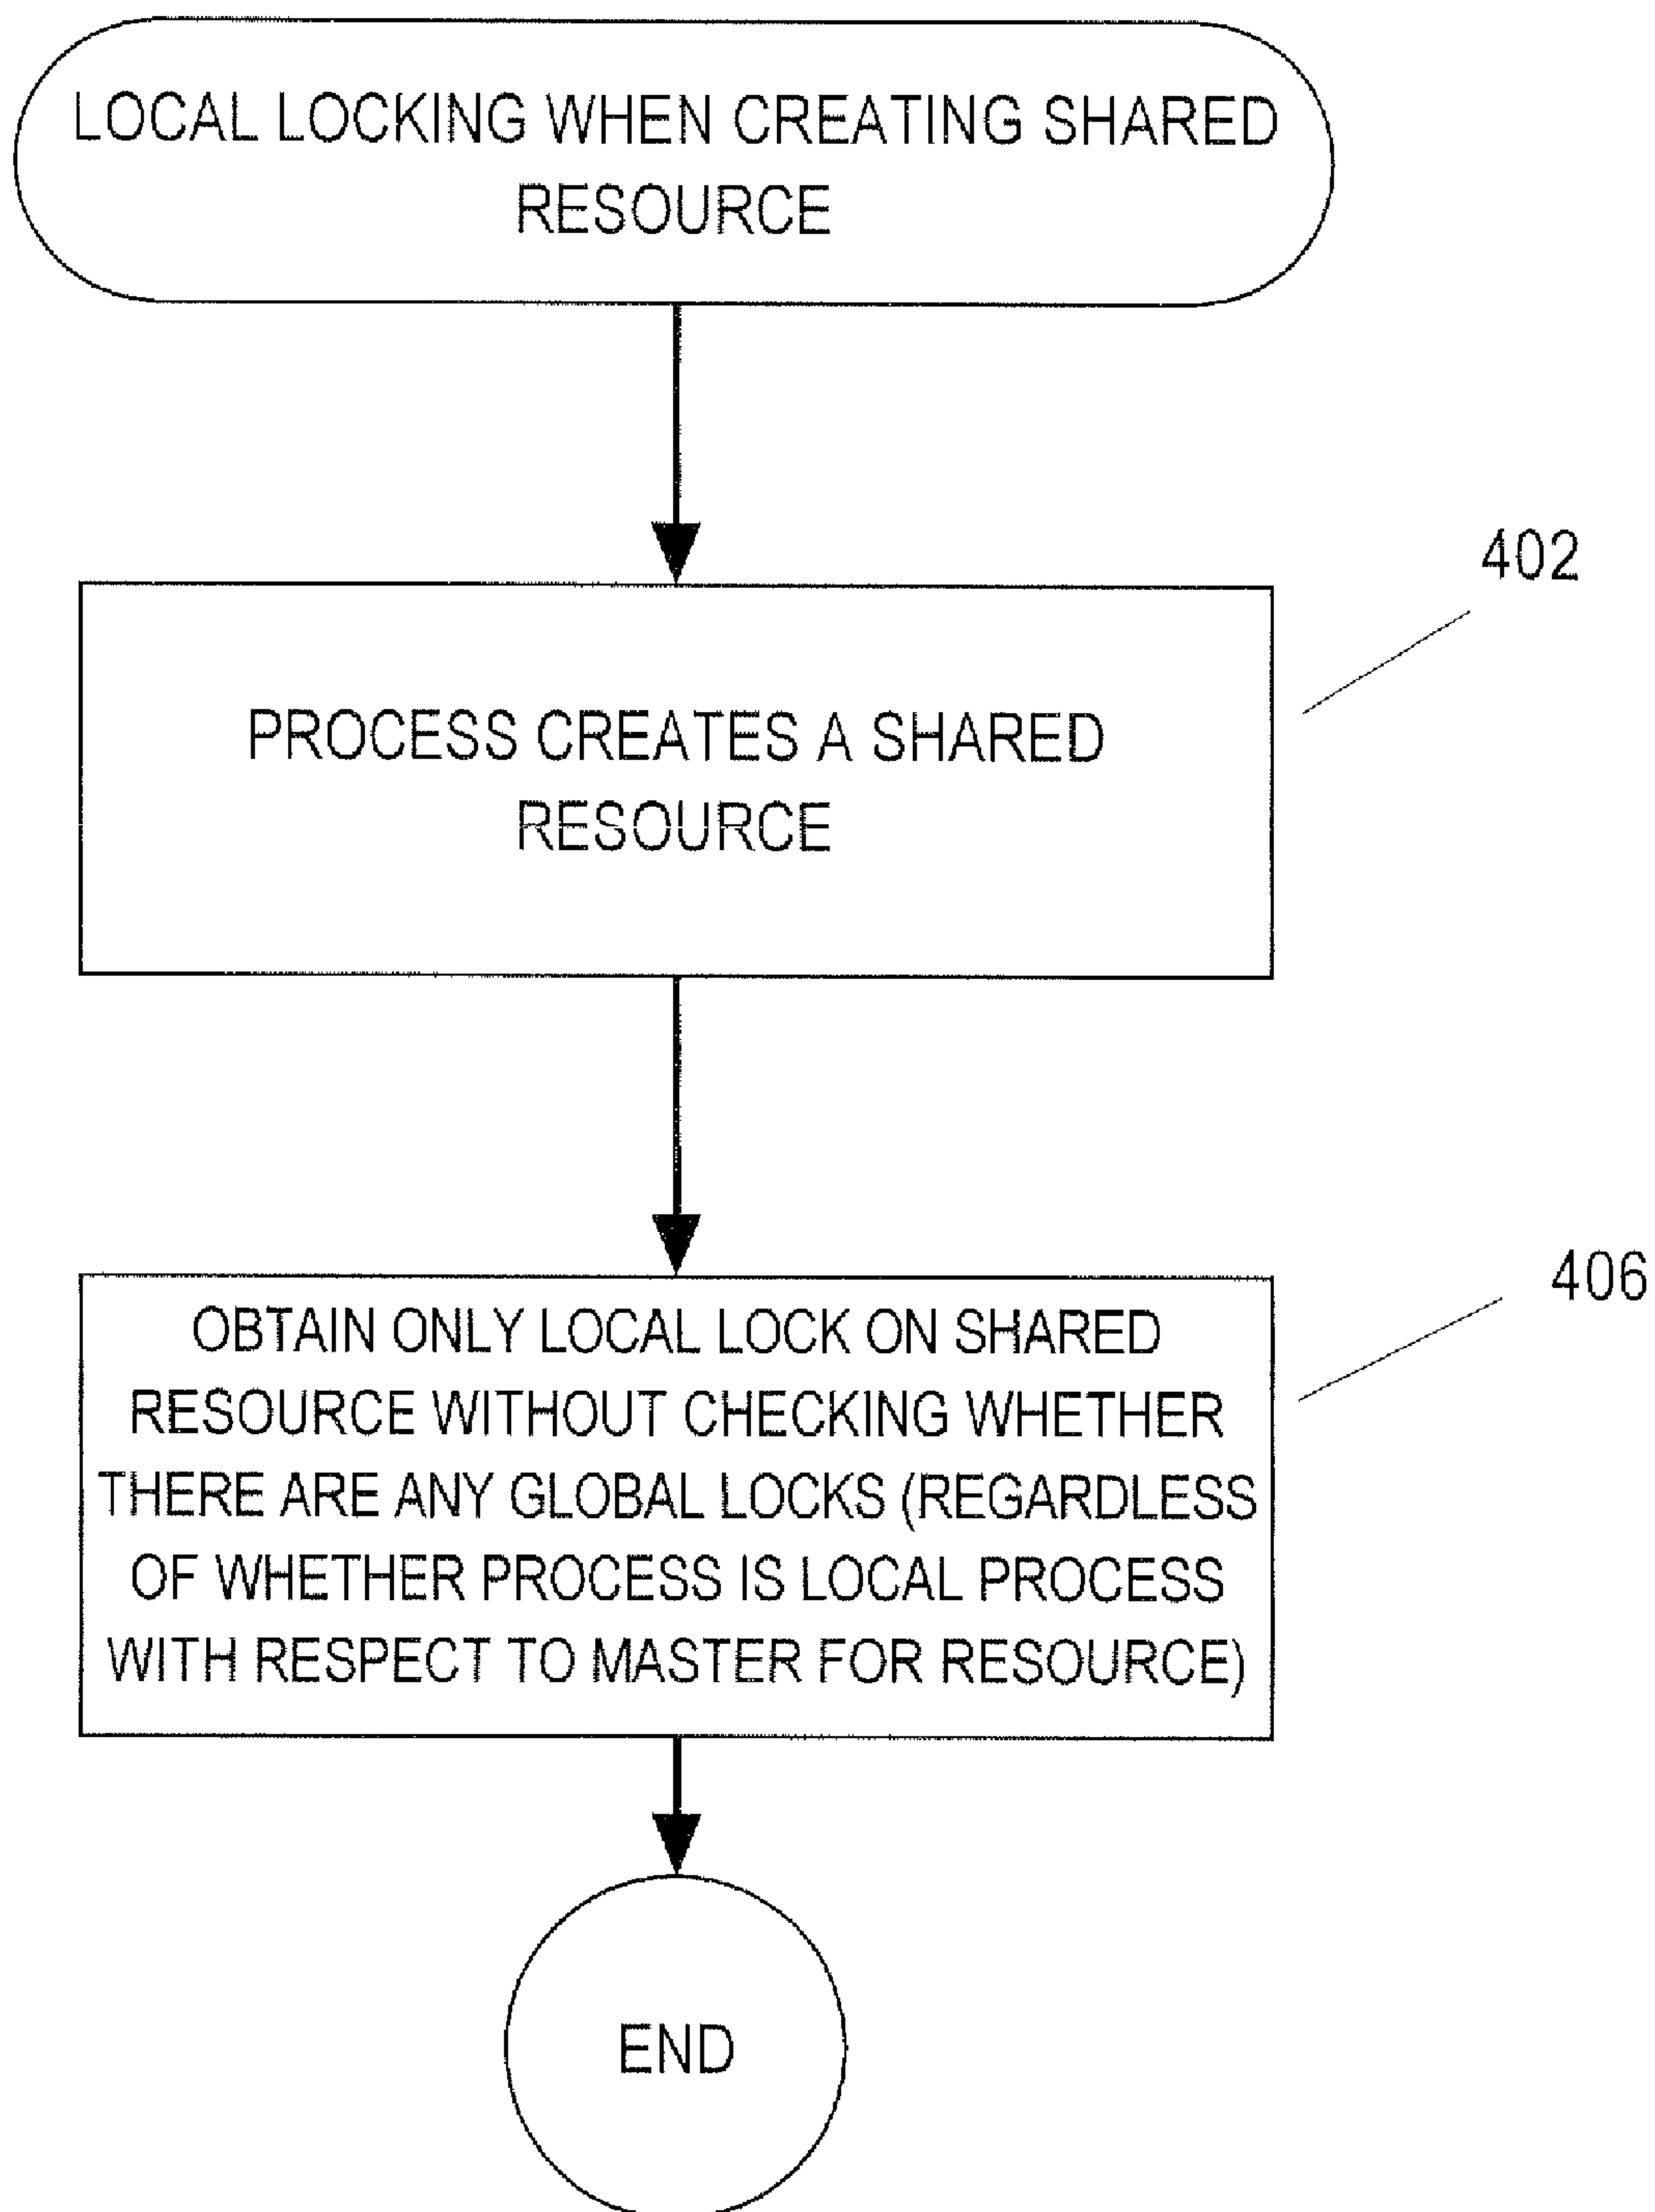 LOCAL LOCKING WHEN CREATING SHARED
RESOURCE
402
PROCESS CREATES A SHARED
RESOURCE
406
OBTAIN ONLY LOCAL LOCK ON SHARED
RESOURCE WITHOUT CHECKING WHETHER
THERE ARE ANY GLOBAL LOCKS (REGARDLESS
OF WHETHER PROCESS IS LOCAL PROCESS
WITH RESPECT TO MASTER FOR RESOURCE)
END